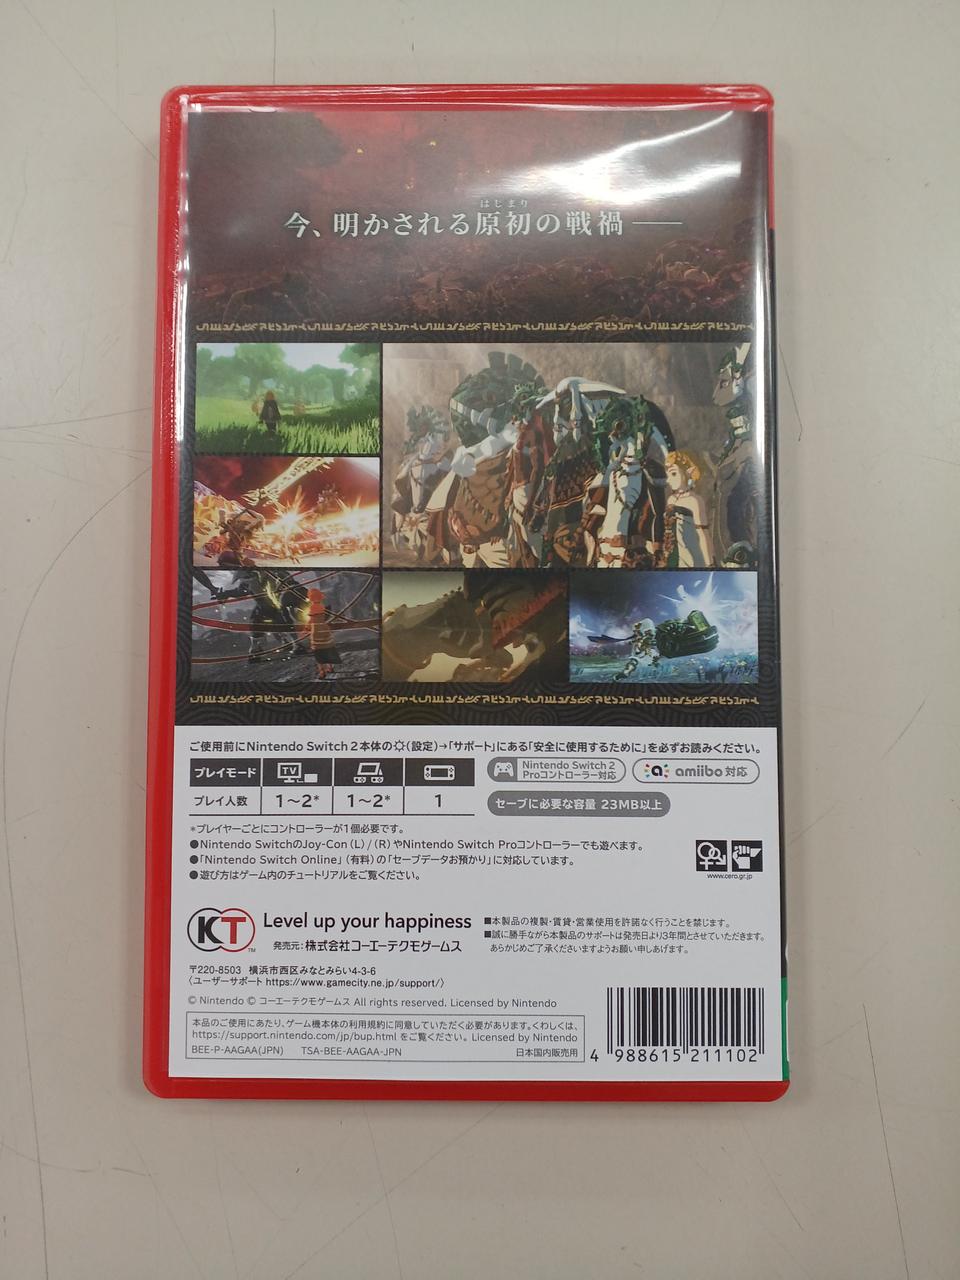 はじまり
今、明かされる原初の戦禍——
ご使用前にNintendo Switch 2本体の(設定)→「サポート」にある「安全に使用するために」を必ずお読みください。
プレイモード TV
プレイ人数 1～2* 1～2* 1
Nintendo Switch 2
Proコントローラー対応
amiibo 対応
セーブに必要な容量 23MB以上
*プレイヤーごとにコントローラーが1個必要です。
●Nintendo SwitchのJoy-Con(L)/(R)やNintendo Switch Proコントローラーでも遊べます。
●「Nintendo Switch Online」(有料)の「セーブデータお預かり」に対応しています。
●遊び方はゲーム内のチュートリアルをご覧ください。
www.cero.gr.jp
KT TM
Level up your happiness
発売元:株式会社コーエーテクモゲームス
■本製品の複製・賃貸・営業使用を許諾なく行うことを禁じます。
■誠に勝手ながら本製品のサポートは発売日より3年間とさせていただきます。
あらかじめご了承くださいますようお願い申しあげます。
〒220-8503 横浜市西区みなとみらい4-3-6
〈ユーザーサポート https://www.gamecity.ne.jp/support/〉
© Nintendo © コーエーテクモゲームス All rights reserved. Licensed by Nintendo
本品のご使用にあたり、ゲーム機本体の利用規約に同意していただく必要があります。くわしくは、
https://support.nintendo.com/jp/bup.html をご覧ください。 Licensed by Nintendo
BEE-P-AAGAA(JPN) TSA-BEE-AAGAA-JPN 日本国内販売用
4 988615 211102